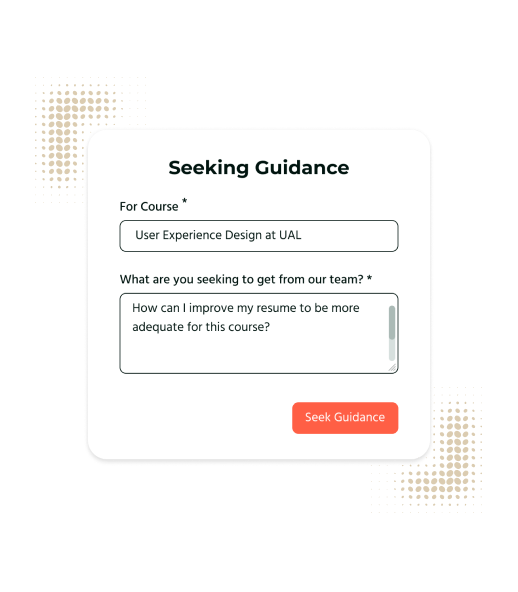 Seeking Guidance
For Course *
User Experience Design at UAL
What are you seeking to get from our team? *
How can I improve my resume to be more
adequate for this course?
Seek Guidance